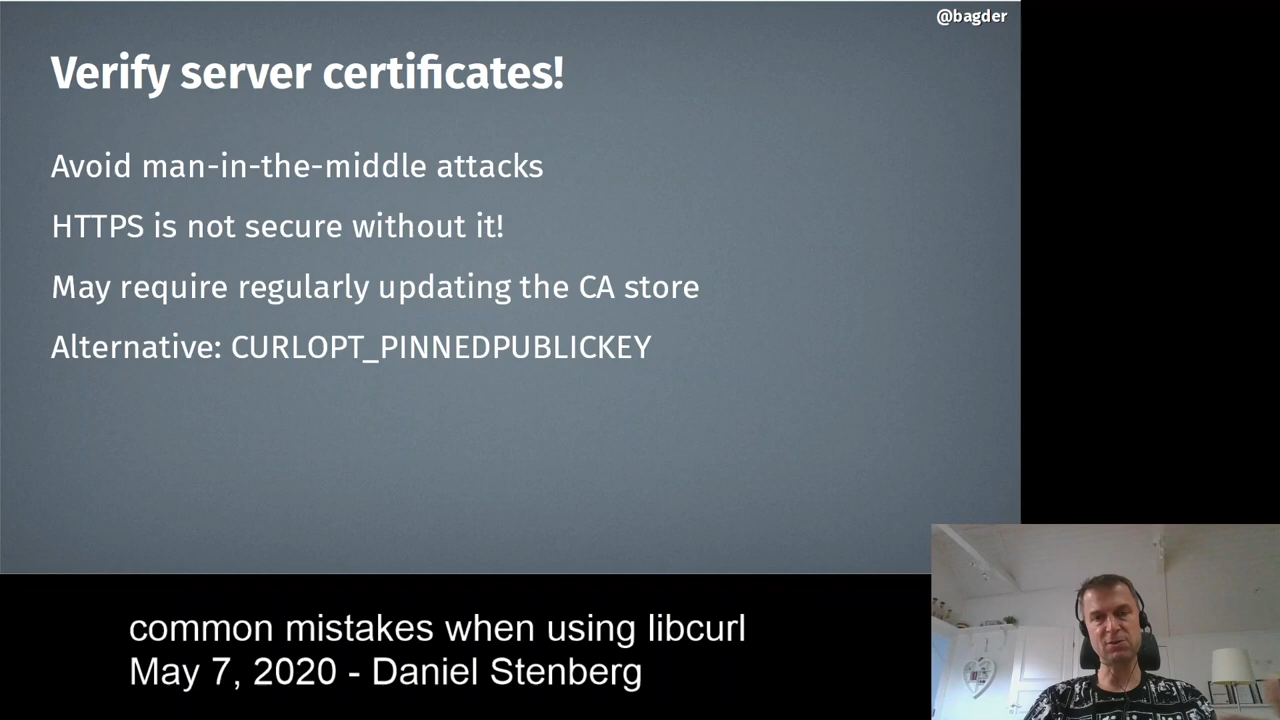 @bagder
Verify server certificates!
Avoid man-in-the-middle attacks
HTTPS is not secure without it!
May require regularly updating the CA store
Alternative: CURLOPT_PINNEDPUBLICKEY
common mistakes when using libcurl
May 7, 2020 - Daniel Stenberg